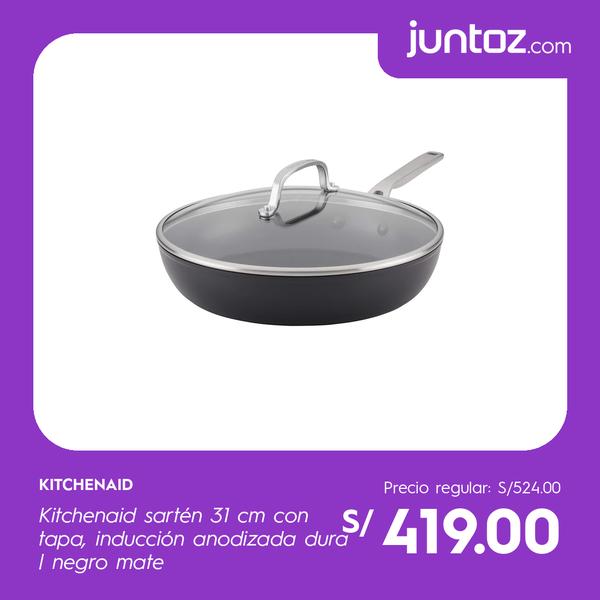 juntoz.com
KITCHENAID
Kitchenaid sartén 31 cm con
tapa, inducción anodizada dura
| negro mate
Precio regular: S/524.00
S/ 419.00